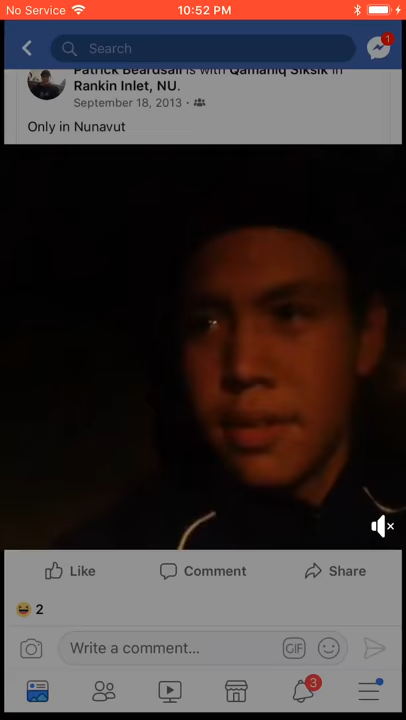 No Service 10:52 PM
Search
1
Patrick Beardsall is with Qamaniq Siksik in
Rankin Inlet, NU.
September 18, 2013
Only in Nunavut
Like Comment Share
2
Write a comment... GIF
3